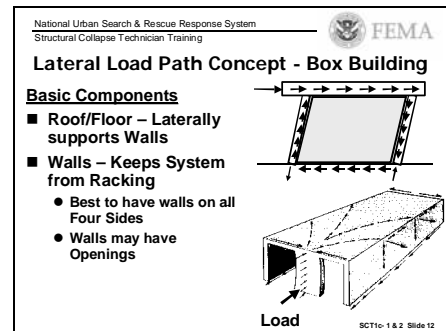 National Urban Search & Rescue Response System
Structural Collapse Technician Training
FEMA
Lateral Load Path Concept - Box Building
Basic Components
■ Roof/Floor – Laterally
supports Walls
■ Walls – Keeps System
from Racking
● Best to have walls on all
Four Sides
● Walls may have
Openings
Load
SCT1c- 1 & 2 Slide 12